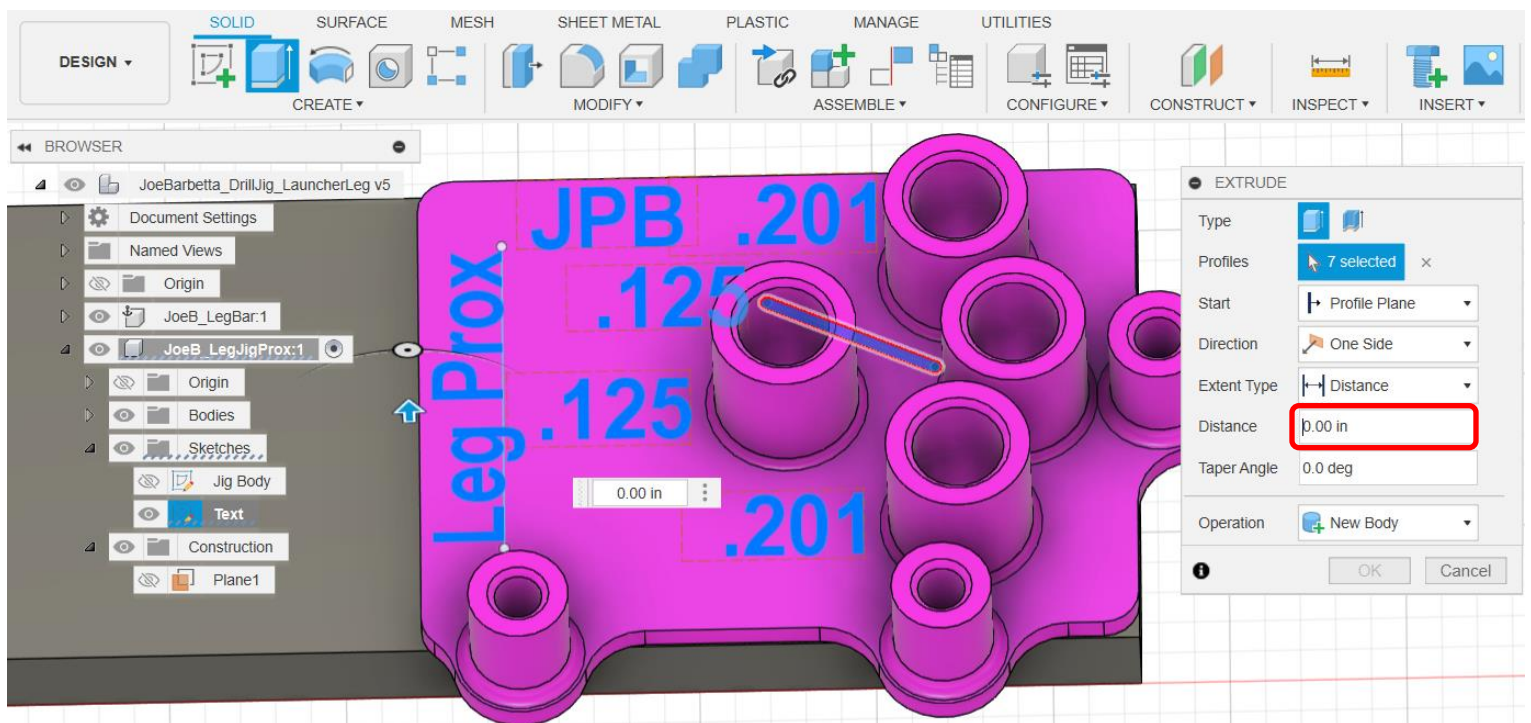 SOLID SURFACE MESH SHEET METAL PLASTIC MANAGE UTILITIES
DESIGN
CREATE MODIFY ASSEMBLE CONFIGURE CONSTRUCT INSPECT INSERT
BROWSER
JoeBarbetta_DrillJig_LauncherLeg v5
Document Settings
Named Views
Origin
JoeB_LegBar:1
JoeB_LegJigProx:1
Origin
Bodies
Sketches
Jig Body
Text
Construction
Plane1
JPB .201
.125
Leg Prox
.125
0.00 in
.201
EXTRUDE
Type
Profiles 7 selected
Start Profile Plane
Direction One Side
Extent Type Distance
Distance 0.00 in
Taper Angle 0.0 deg
Operation New Body
OK Cancel